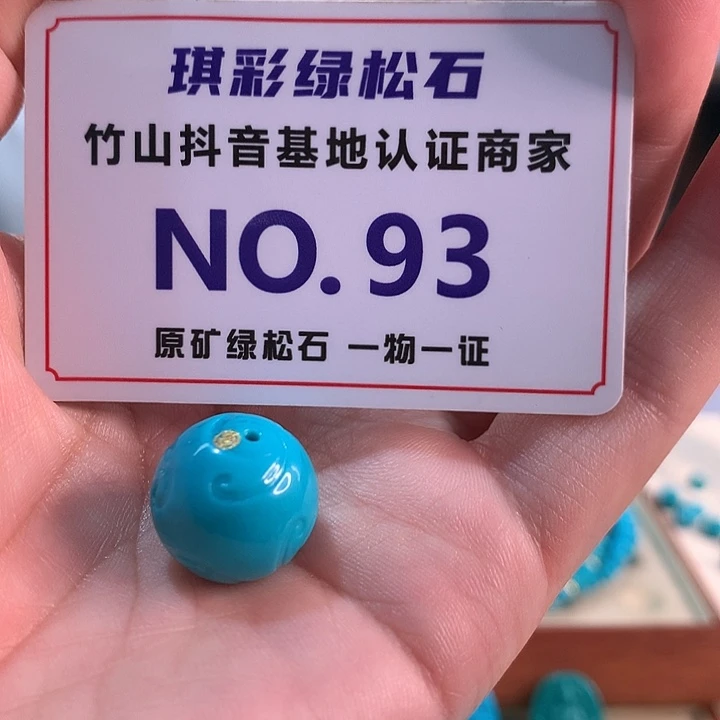 琪彩绿松石
竹山抖音基地认证商家
NO.93
原矿绿松石 一物一证